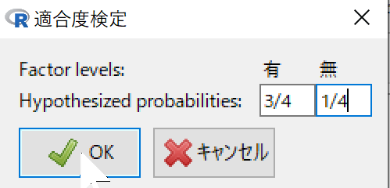 適合度検定
Factor levels: 有 無
Hypothesized probabilities: 3/4 1/4
OK キャンセル